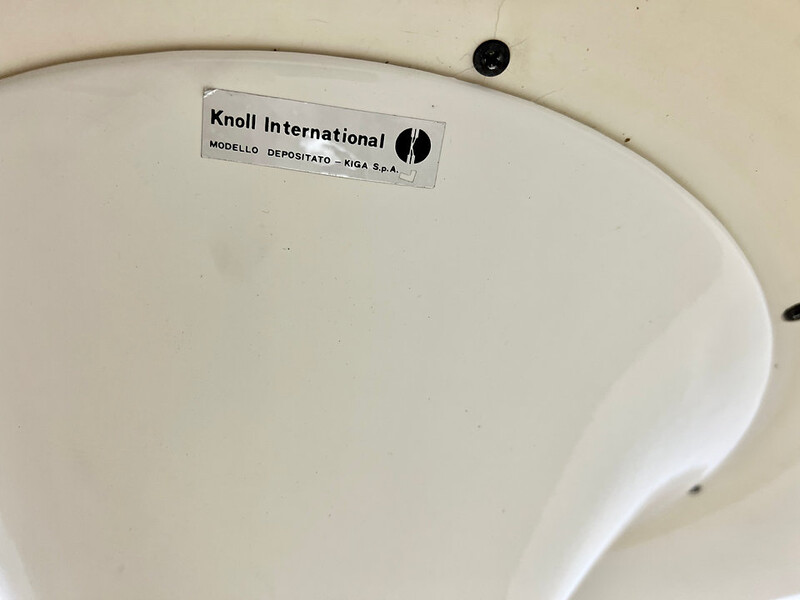 Knoll International
MODELLO DEPOSITATO – KIGA S.p.A.